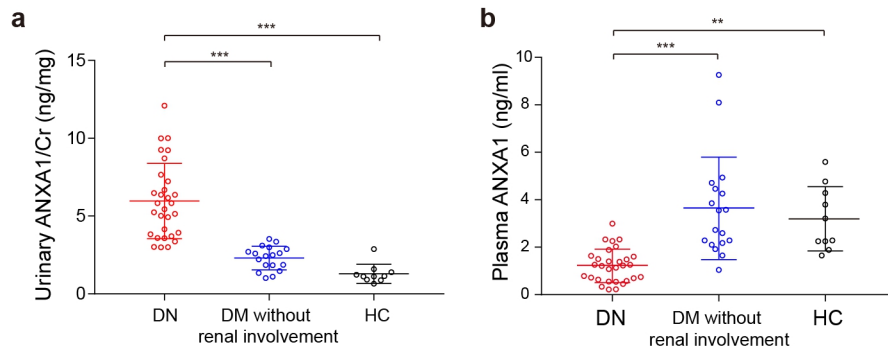 a
***
***
Urinary ANXA1/Cr (ng/mg)
15
10
5
0
DN
DM without
renal involvement
HC
b
**
***
Plasma ANXA1 (ng/ml)
10
8
6
4
2
0
DN
DM without
renal involvement
HC